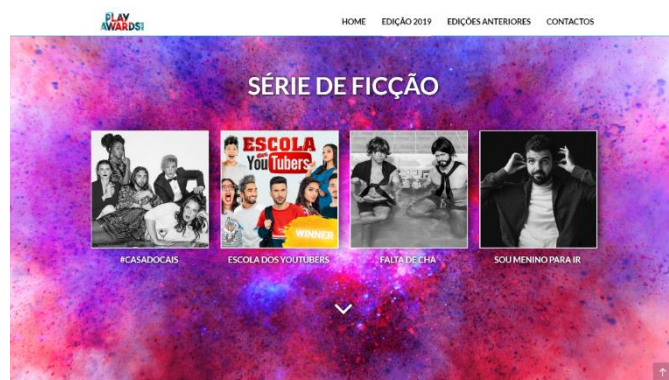 PLAY
AWARDS
HOME EDIÇÃO 2019 EDIÇÕES ANTERIORES CONTACTOS
SÉRIE DE FICÇÃO
ESCOLA
DOS
YouTubers
WINNER
#CASADOCAIS
ESCOLA DOS YOUTUBERS
FALTA DE CHÁ
SOU MENINO PARA IR